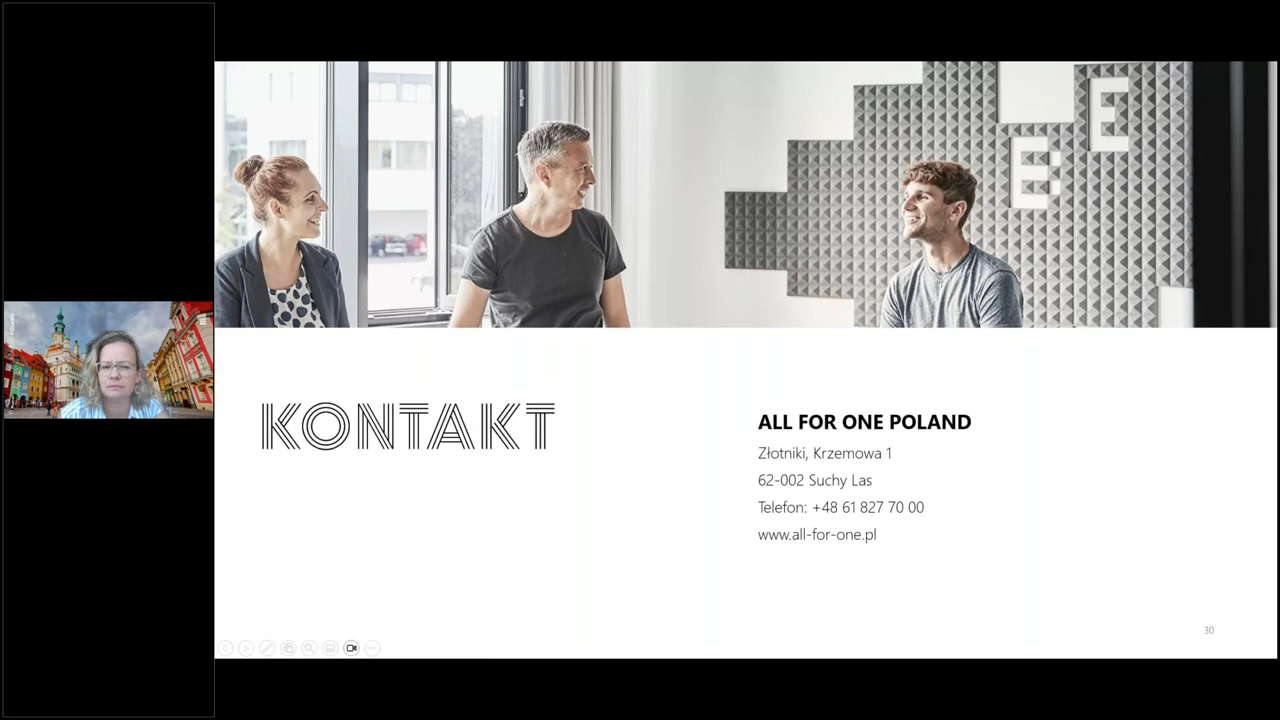 E
E
KONTAKT
ALL FOR ONE POLAND
Złotniki, Krzemowa 1
62-002 Suchy Las
Telefon: +48 61 827 70 00
www.all-for-one.pl
30